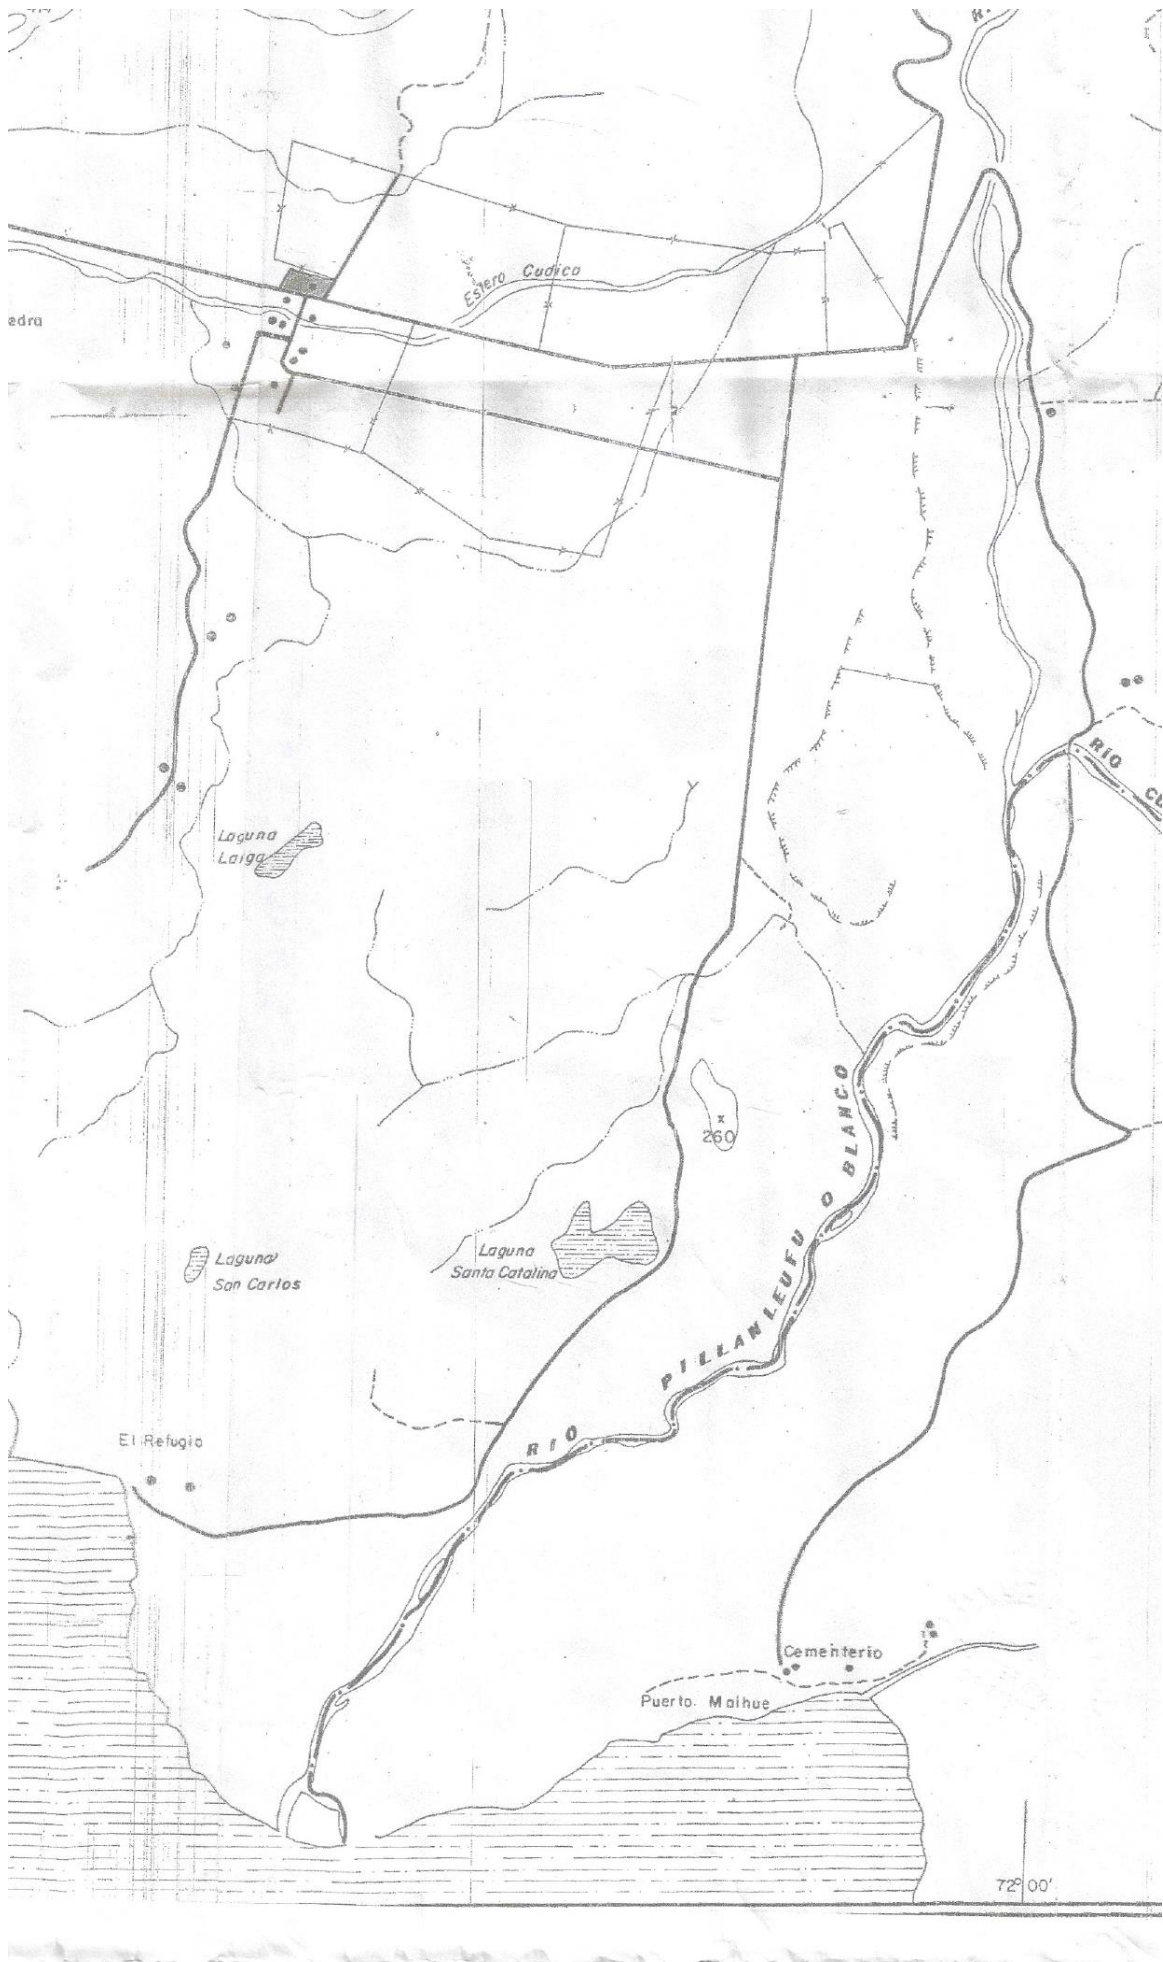 Estero Cudico
edra
RIO
Laguna
Larga
260
RIO PILLANLEUFU O BLANCO
Laguna
Santa Catalina
Laguna
San Carlos
El Refugio
Cementerio
Puerto Maihue
72° 00'